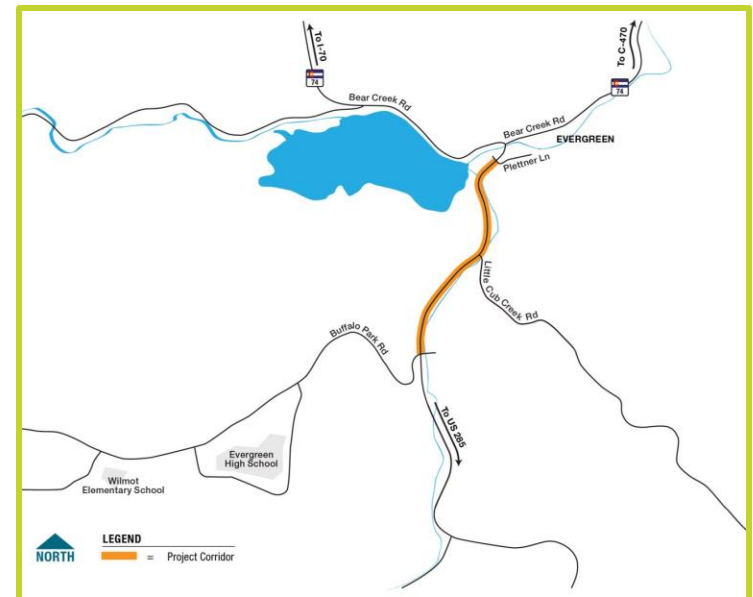 To I-70
74
Bear Creek Rd
To C-470
74
Bear Creek Rd
EVERGREEN
Plettner Ln
Little Cub Creek Rd
Buffalo Park Rd
To US 285
Evergreen
High School
Wilmot
Elementary School
NORTH
LEGEND
= Project Corridor